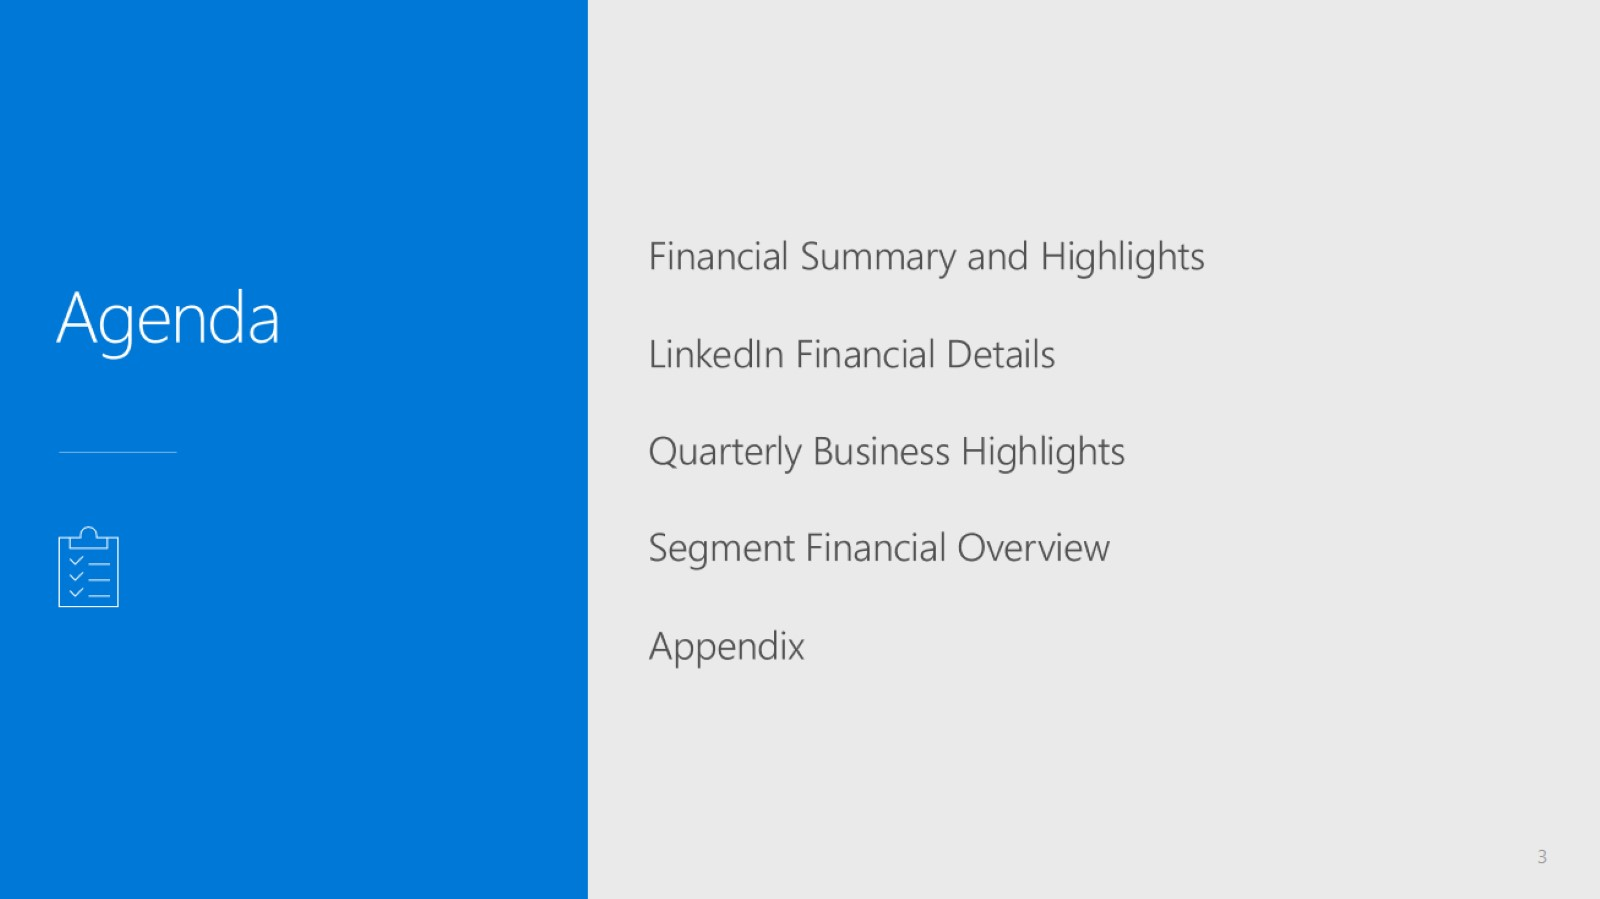 Agenda
Financial Summary and Highlights
LinkedIn Financial Details
Quarterly Business Highlights
Segment Financial Overview
Appendix
3